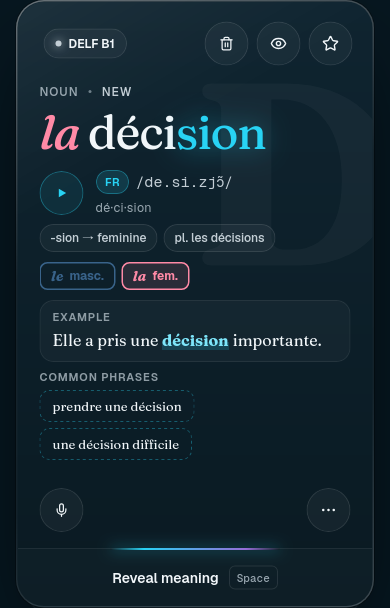 DELF B1
NOUN • NEW
la décision
FR /de.si.zjɔ̃/
dé·ci·sion
-sion → feminine pl. les décisions
le masc. la fem.
EXAMPLE
Elle a pris une décision importante.
COMMON PHRASES
prendre une décision
une décision difficile
Reveal meaning Space